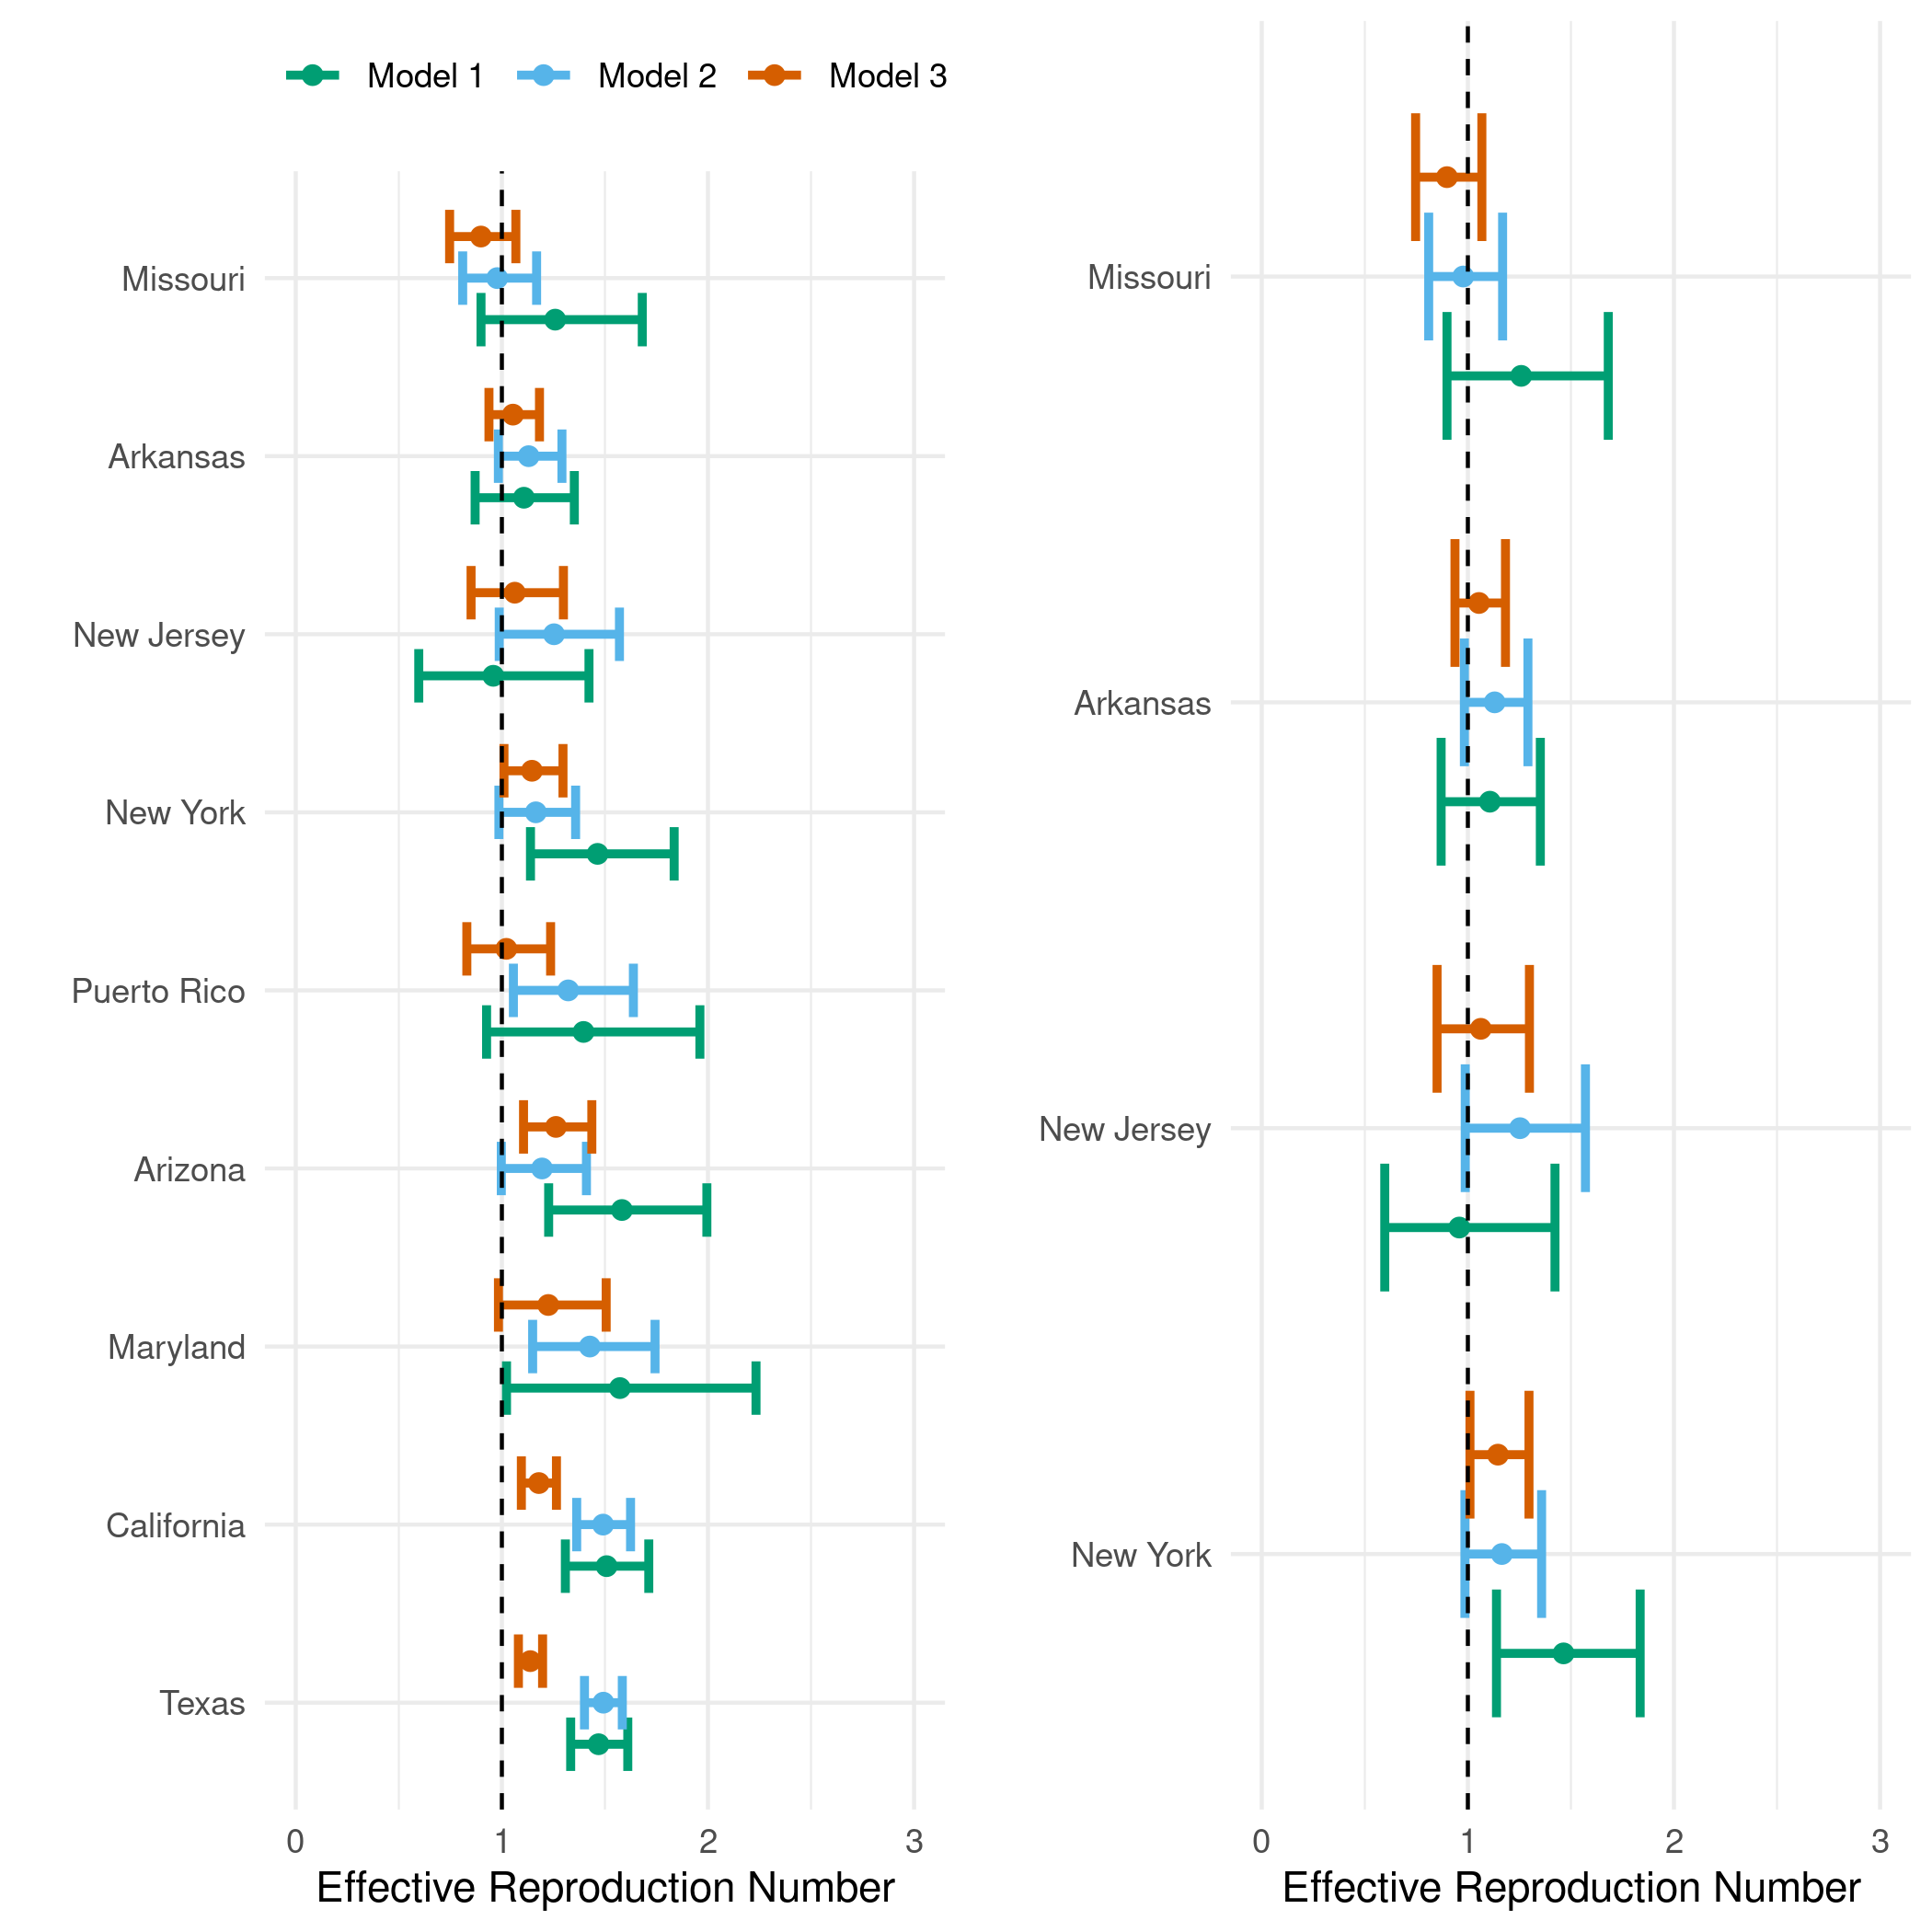 Model 1 Model 2 Model 3
Missouri
Arkansas
New Jersey
New York
Puerto Rico
Arizona
Maryland
California
Texas
0 1 2 3
Effective Reproduction Number
Missouri
Arkansas
New Jersey
New York
0 1 2 3
Effective Reproduction Number